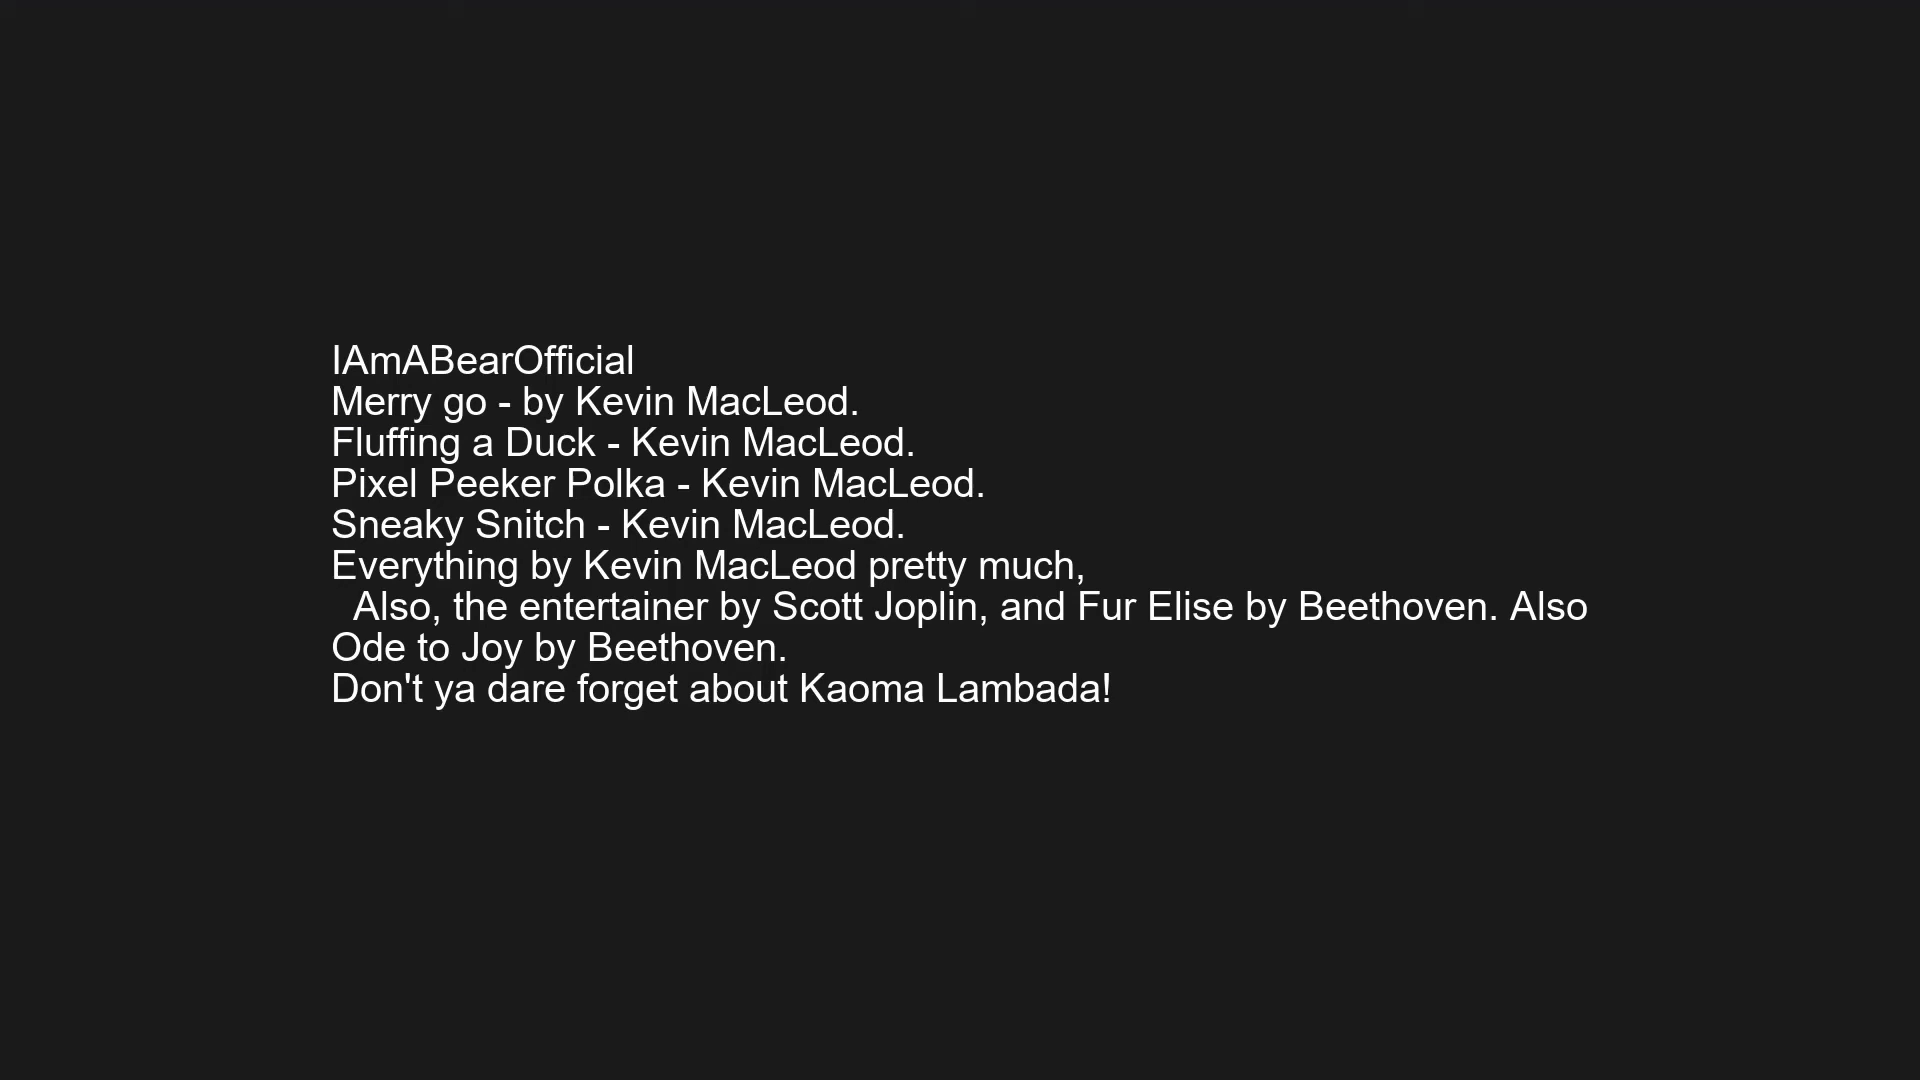 IAmABearOfficial
Merry go - by Kevin MacLeod.
Fluffing a Duck - Kevin MacLeod.
Pixel Peeker Polka - Kevin MacLeod.
Sneaky Snitch - Kevin MacLeod.
Everything by Kevin MacLeod pretty much,
Also, the entertainer by Scott Joplin, and Fur Elise by Beethoven. Also
Ode to Joy by Beethoven.
Don't ya dare forget about Kaoma Lambada!